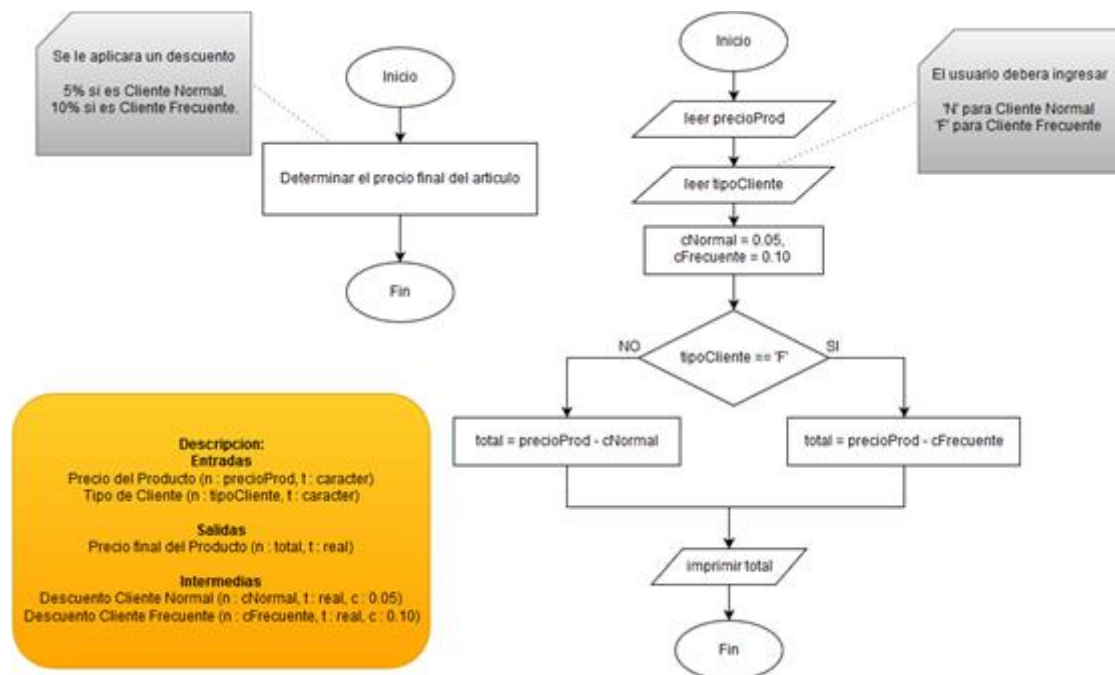 Se le aplicara un descuento
5% si es Cliente Normal,
10% si es Cliente Frecuente.
Inicio
Determinar el precio final del articulo
Fin
Inicio
leer precioProd
leer tipoCliente
El usuario debera ingresar
'N' para Cliente Normal
'F' para Cliente Frecuente
cNormal = 0.05,
cFrecuente = 0.10
tipoCliente == 'F'
NO
SI
total = precioProd - cNormal
total = precioProd - cFrecuente
imprimir total
Fin
Descripcion:
Entradas
Precio del Producto (n : precioProd, t : caracter)
Tipo de Cliente (n : tipoCliente, t : caracter)
Salidas
Precio final del Producto (n : total, t : real)
Intermedias
Descuento Cliente Normal (n : cNormal, t : real, c : 0.05)
Descuento Cliente Frecuente (n : cFrecuente, t : real, c : 0.10)